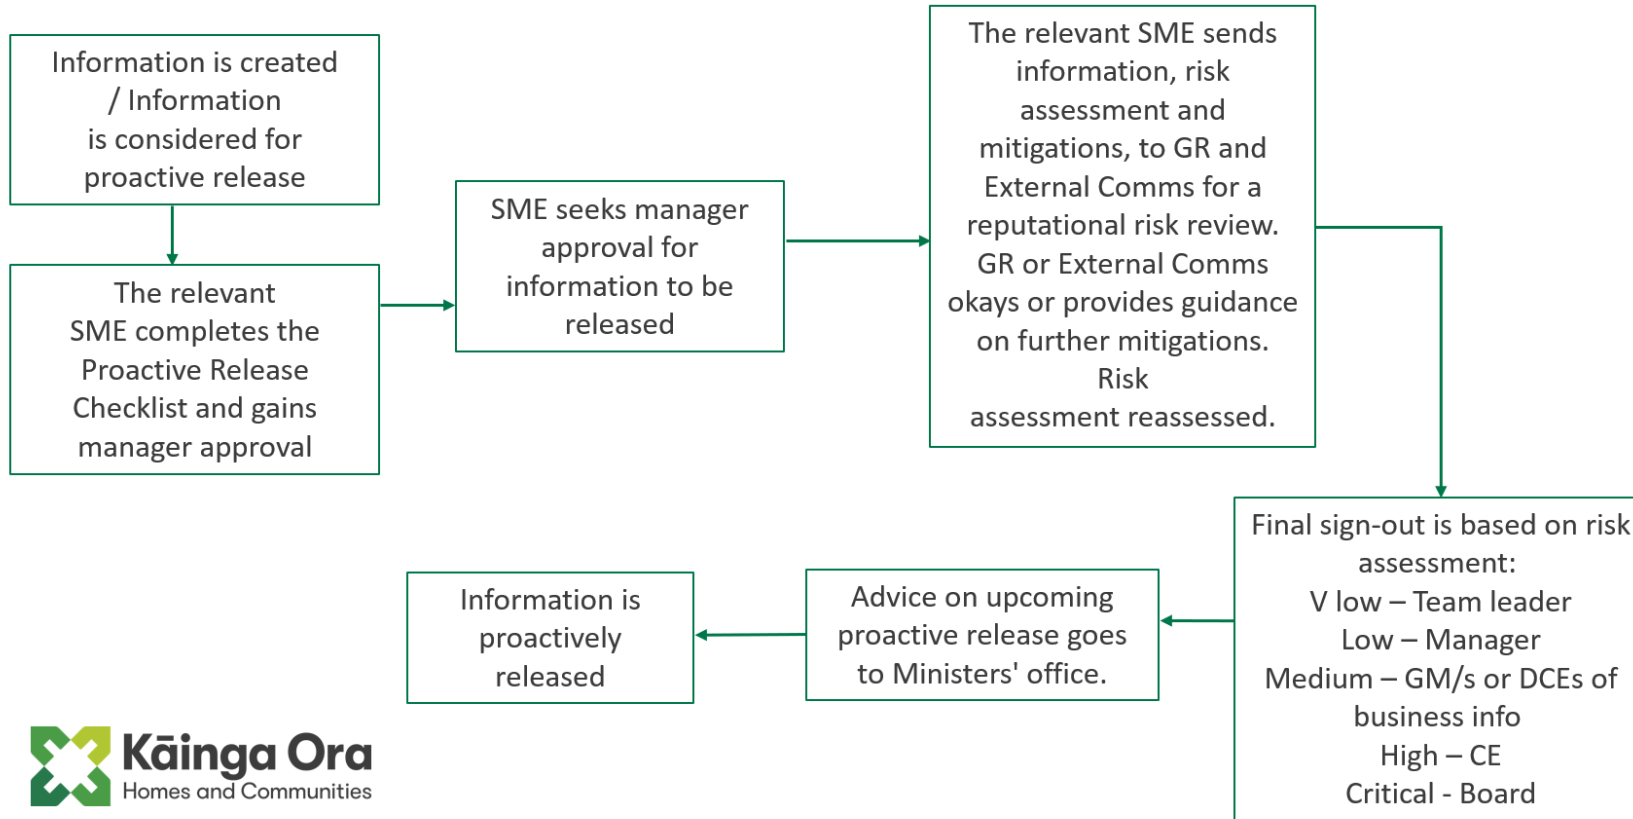 Information is created
/ Information
is considered for
proactive release
The relevant
SME completes the
Proactive Release
Checklist and gains
manager approval
SME seeks manager
approval for
information to be
released
The relevant SME sends
information, risk
assessment and
mitigations, to GR and
External Comms for a
reputational risk review.
GR or External Comms
okays or provides guidance
on further mitigations.
Risk
assessment reassessed.
Final sign-out is based on risk
assessment:
V low – Team leader
Low – Manager
Medium – GM/s or DCEs of
business info
High – CE
Critical - Board
Advice on upcoming
proactive release goes
to Ministers' office.
Information is
proactively
released
Kāinga Ora
Homes and Communities